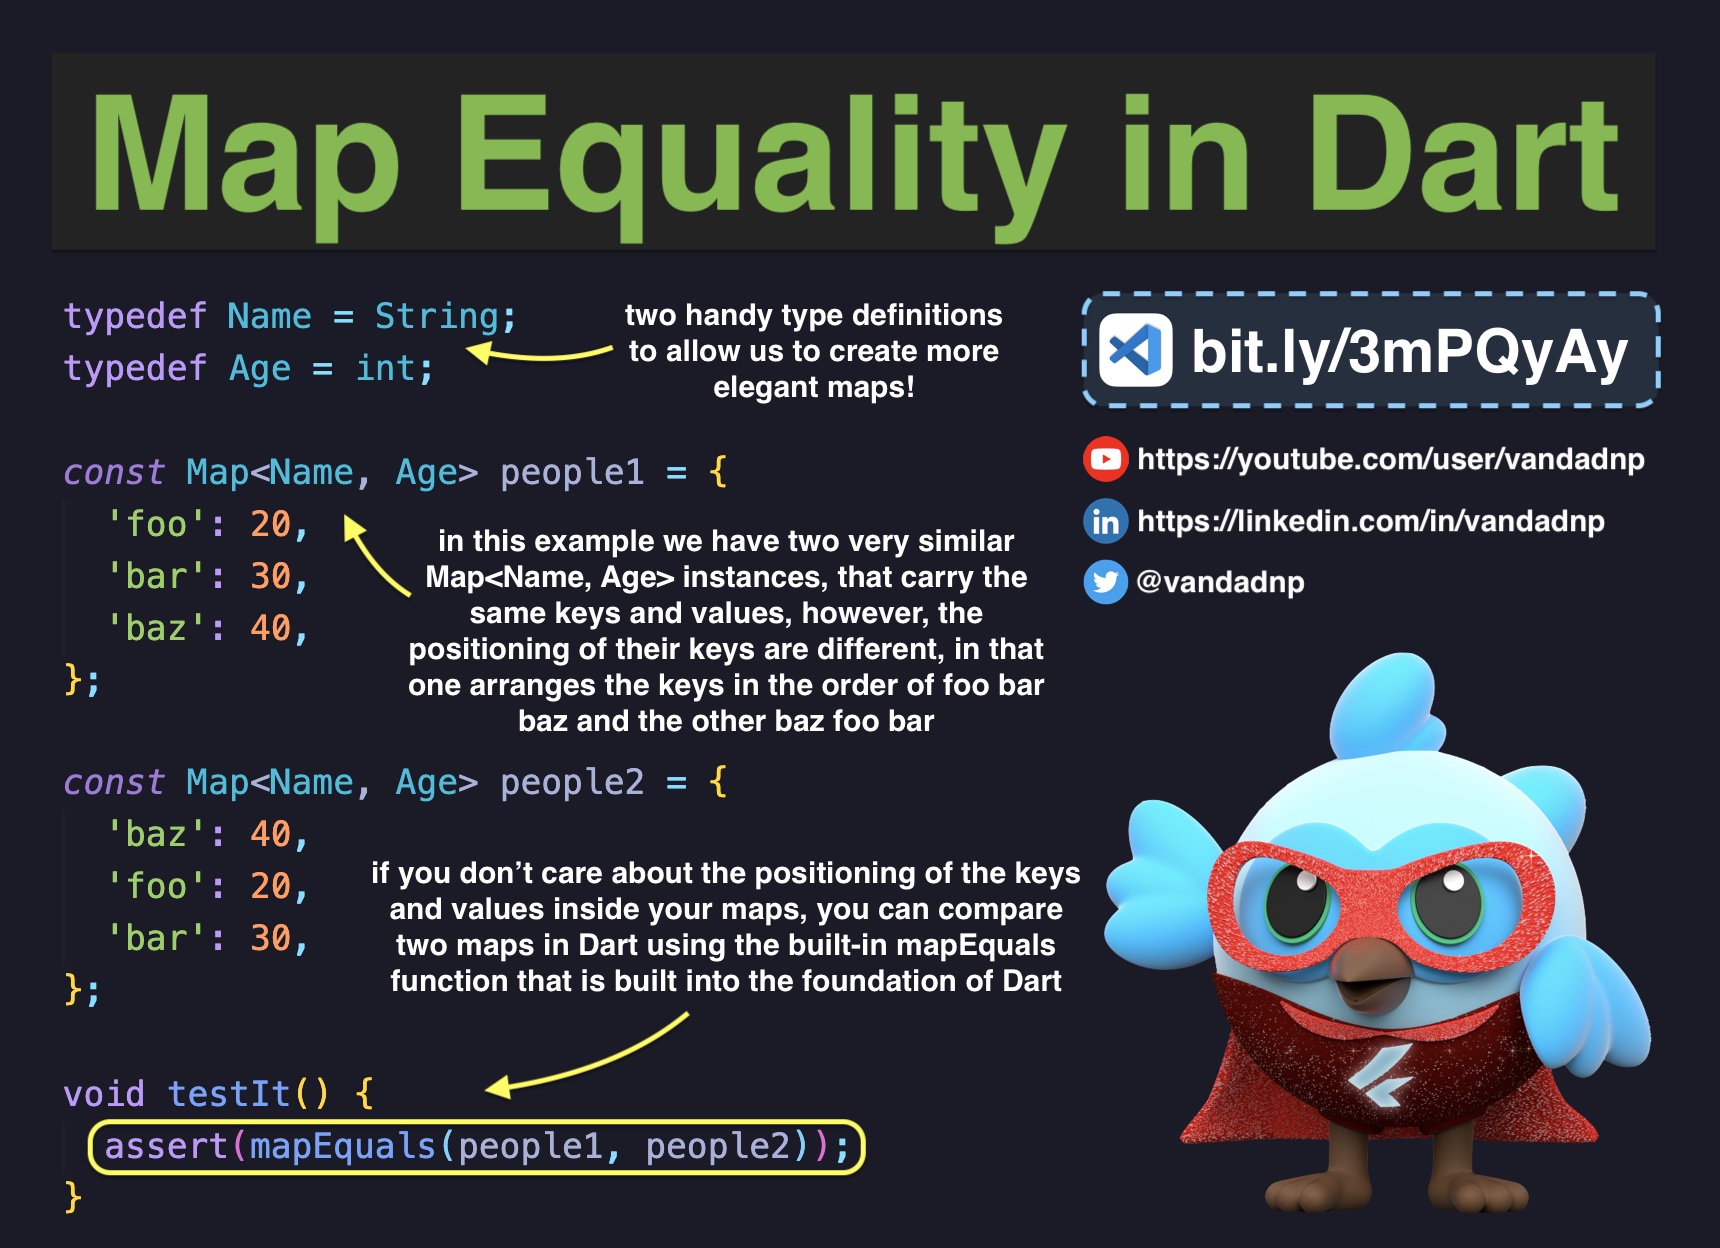 Map Equality in Dart
typedef Name = String;
typedef Age = int;
two handy type definitions
to allow us to create more
elegant maps!
bit.ly/3mPQyAy
https://youtube.com/user/vandadnp
https://linkedin.com/in/vandadnp
@vandadnp
const Map<Name, Age> people1 = {
'foo': 20,
'bar': 30,
'baz': 40,
};
in this example we have two very similar
Map<Name, Age> instances, that carry the
same keys and values, however, the
positioning of their keys are different, in that
one arranges the keys in the order of foo bar
baz and the other baz foo bar
const Map<Name, Age> people2 = {
'baz': 40,
'foo': 20,
'bar': 30,
};
if you don’t care about the positioning of the keys
and values inside your maps, you can compare
two maps in Dart using the built-in mapEquals
function that is built into the foundation of Dart
void testIt() {
assert(mapEquals(people1, people2));
}